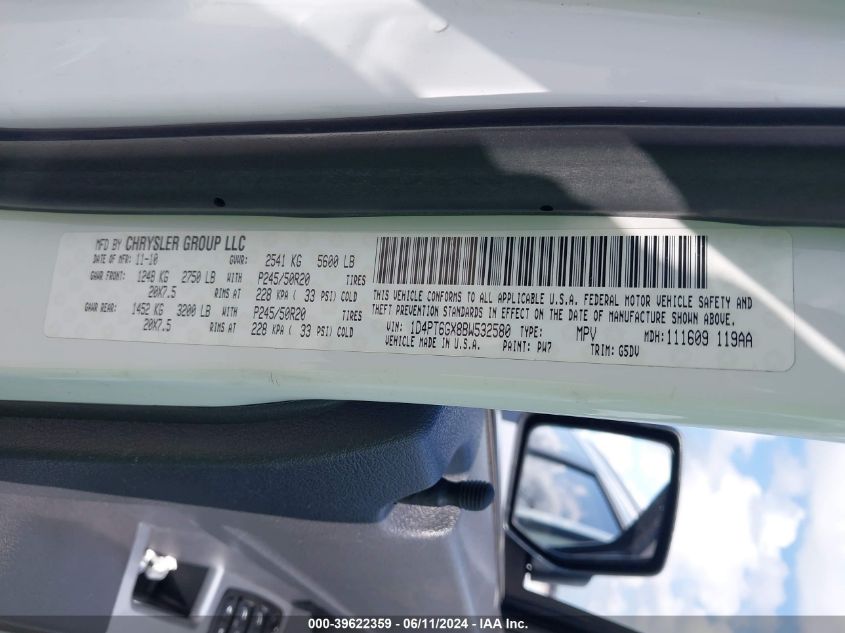 MFD BY CHRYSLER GROUP LLC
DATE OF MFR: 11-10 GVWR: 2541 KG 5600 LB
GAWR FRONT: 1248 KG 2750 LB WITH P245/50R20 TIRES
20X7.5 RIMS AT 228 KPA ( 33 PSI) COLD
GAWR REAR: 1452 KG 3200 LB WITH P245/50R20 TIRES
20X7.5 RIMS AT 228 KPA ( 33 PSI) COLD
THIS VEHICLE CONFORMS TO ALL APPLICABLE U.S.A. FEDERAL MOTOR VEHICLE SAFETY AND
THEFT PREVENTION STANDARDS IN EFFECT ON THE DATE OF MANUFACTURE SHOWN ABOVE.
VIN: 1D4PT6GX8BW532580 TYPE: MPV MDH: 111609 119AA
VEHICLE MADE IN U.S.A. PAINT: PW7 TRIM: G5DV
000-39622359 - 06/11/2024 - IAA Inc.